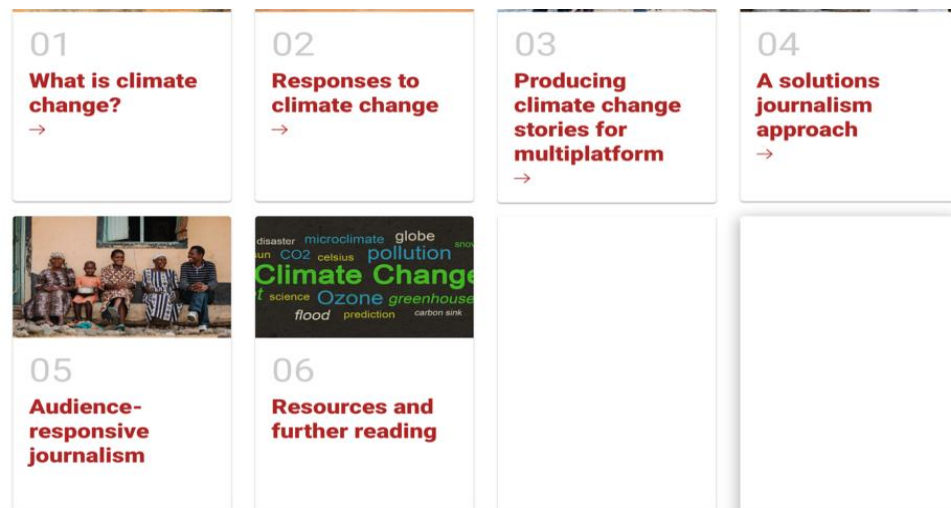 01
What is climate
change?
→
02
Responses to
climate change
→
03
Producing
climate change
stories for
multiplatform
→
04
A solutions
journalism
approach
→
disaster microclimate globe
sun CO2 celsius pollution snow
Climate Change
science Ozone greenhouse
flood prediction carbon sink
05
Audience-
responsive
journalism
06
Resources and
further reading